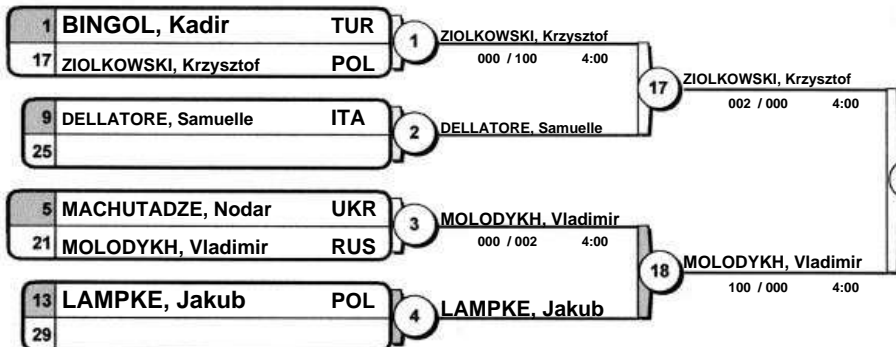 1 BINGOL, Kadir TUR
17 ZIOLKOWSKI, Krzysztof POL
1
ZIOLKOWSKI, Krzysztof
000 / 100 4:00
9 DELLATORE, Samuelle ITA
25
2
DELLATORE, Samuelle
17
ZIOLKOWSKI, Krzysztof
002 / 000 4:00
5 MACHUTADZE, Nodar UKR
21 MOLODYKH, Vladimir RUS
3
MOLODYKH, Vladimir
000 / 002 4:00
13 LAMPKE, Jakub POL
29
4
LAMPKE, Jakub
18
MOLODYKH, Vladimir
100 / 000 4:00